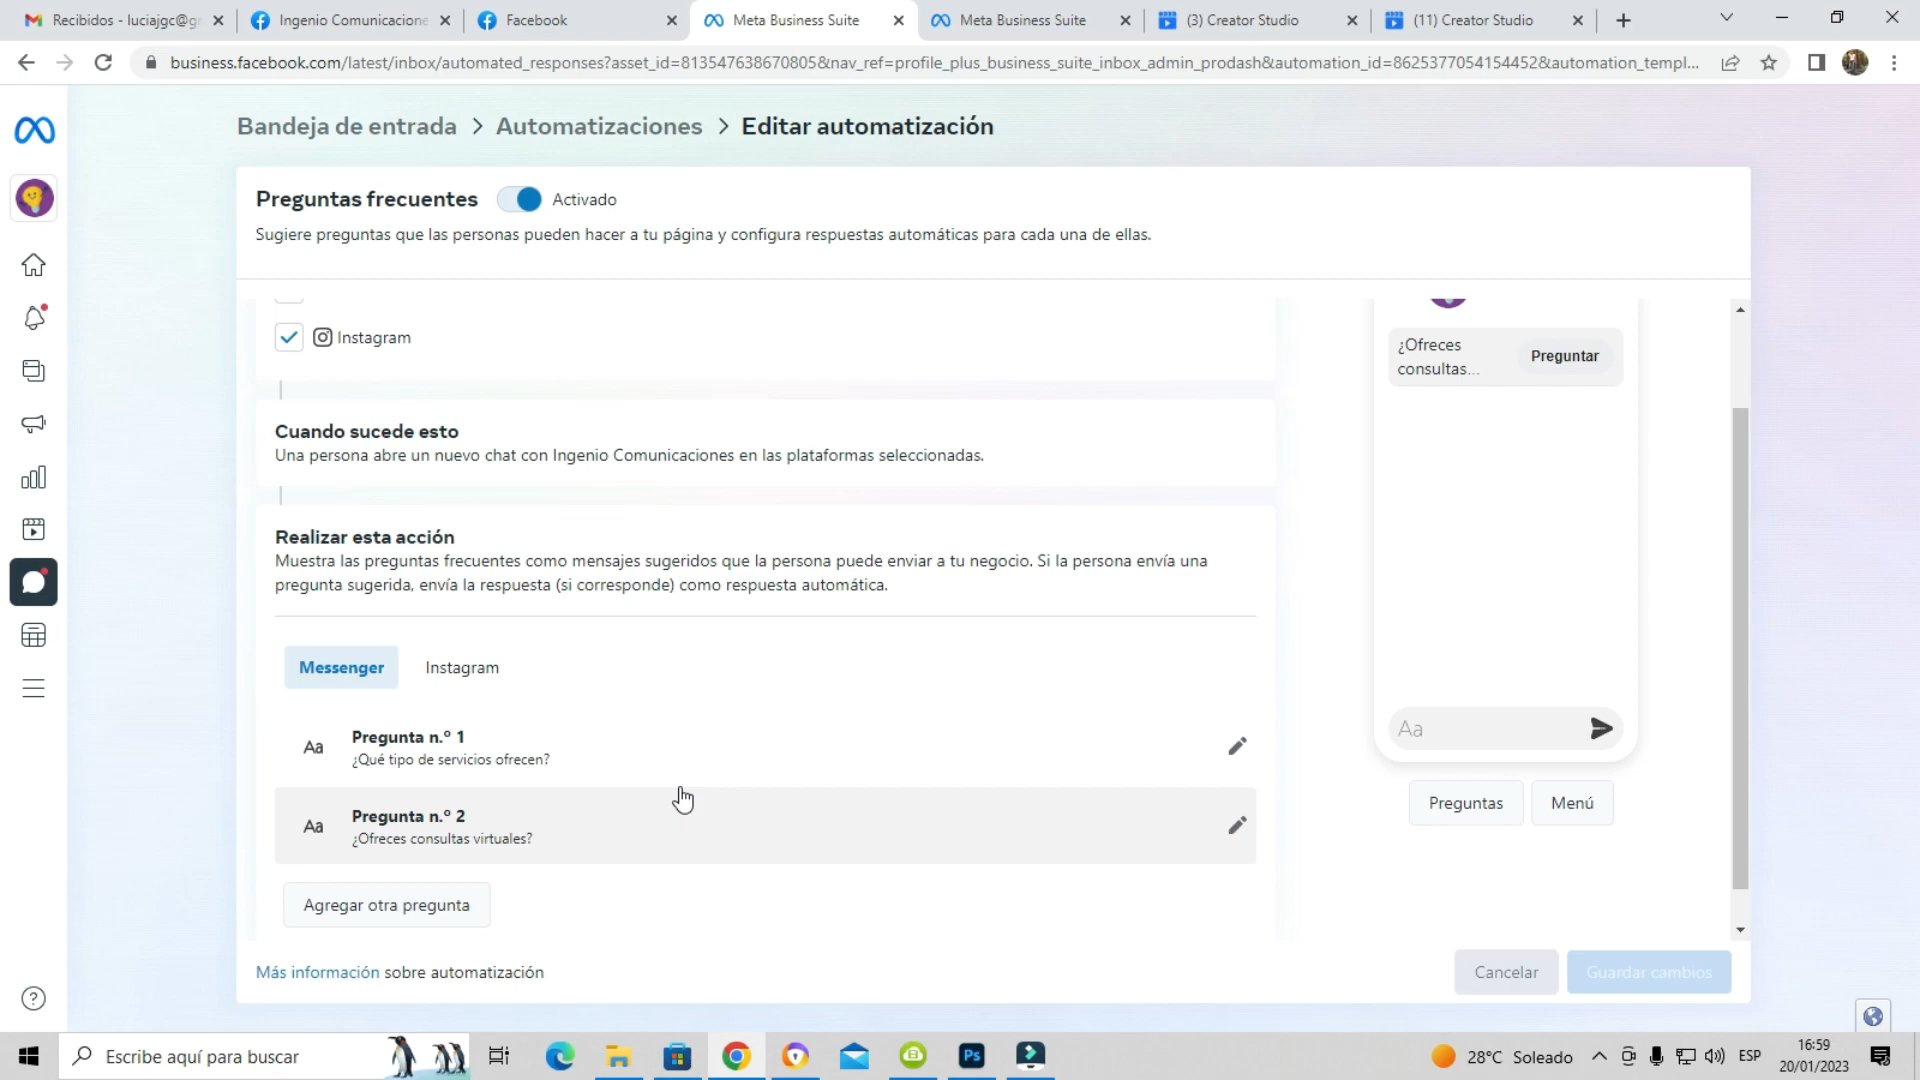 Recibidos - luciajgc@g
Ingenio Comunicacione
Facebook
Meta Business Suite
Meta Business Suite
(3) Creator Studio
(11) Creator Studio
business.facebook.com/latest/inbox/automated_responses?asset_id=813547638670805&nav_ref=profile_plus_business_suite_inbox_admin_prodash&automation_id=8625377054154452&automation_templ...
Bandeja de entrada > Automatizaciones > Editar automatización
Preguntas frecuentes
Activado
Sugiere preguntas que las personas pueden hacer a tu página y configura respuestas automáticas para cada una de ellas.
Instagram
Cuando sucede esto
Una persona abre un nuevo chat con Ingenio Comunicaciones en las plataformas seleccionadas.
Realizar esta acción
Muestra las preguntas frecuentes como mensajes sugeridos que la persona puede enviar a tu negocio. Si la persona envía una
pregunta sugerida, envía la respuesta (si corresponde) como respuesta automática.
Messenger
Instagram
Aa
Pregunta n.º 1
¿Qué tipo de servicios ofrecen?
Aa
Pregunta n.º 2
¿Ofreces consultas virtuales?
Agregar otra pregunta
¿Ofreces
consultas...
Preguntar
Aa
Preguntas
Menú
Más información sobre automatización
Cancelar
Guardar cambios
Escribe aquí para buscar
Ps
28°C Soleado
ESP
16:59
20/01/2023